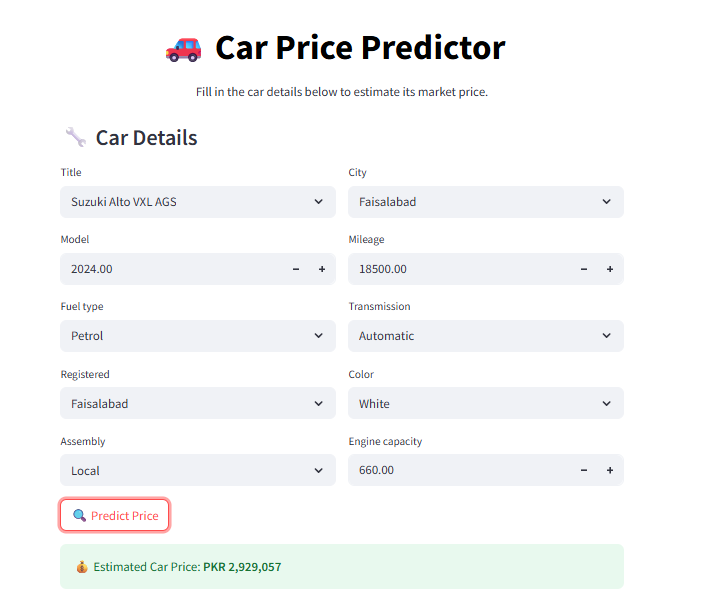 🚗 Car Price Predictor
Fill in the car details below to estimate its market price.
🔧 Car Details
Title
Suzuki Alto VXL AGS
City
Faisalabad
Model
2024.00 − +
Mileage
18500.00 − +
Fuel type
Petrol
Transmission
Automatic
Registered
Faisalabad
Color
White
Assembly
Local
Engine capacity
660.00 − +
🔍 Predict Price
💰 Estimated Car Price: PKR 2,929,057